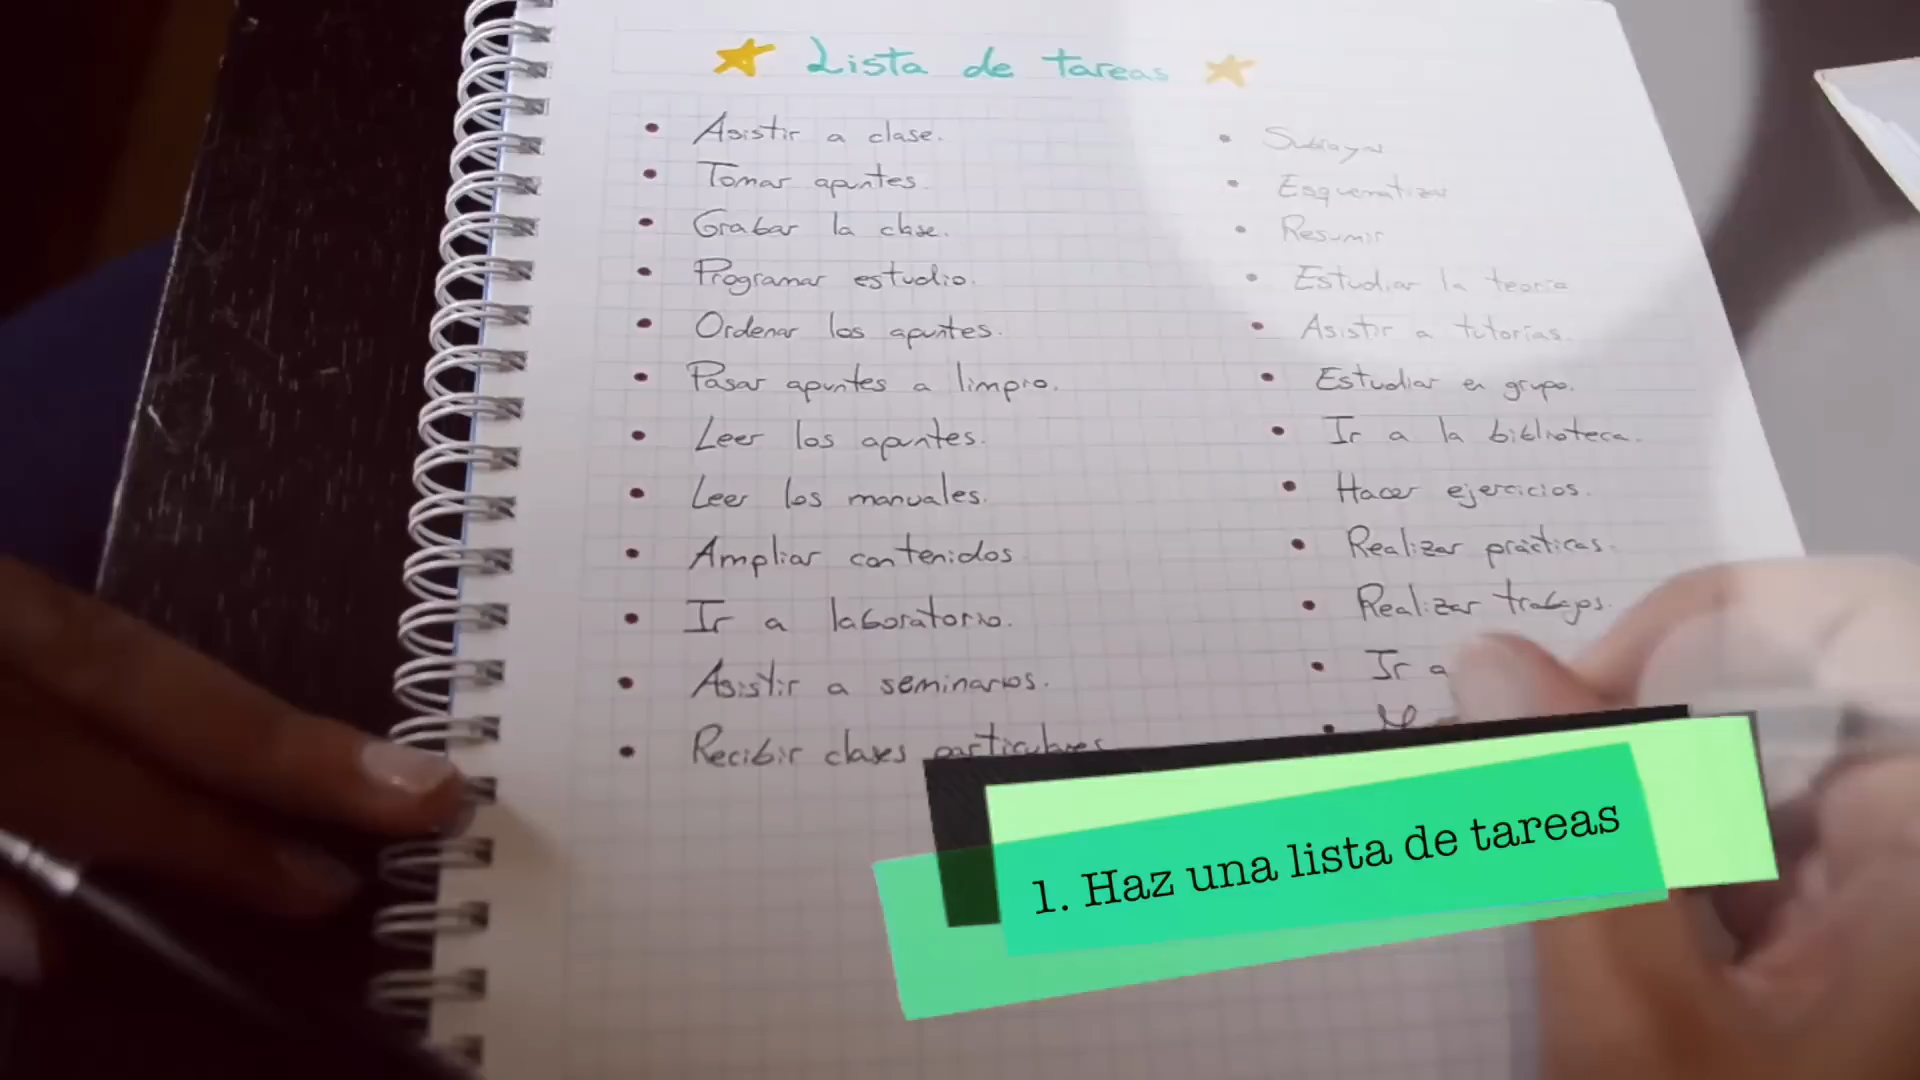 Lista de tareas
• Asistir a clase.
• Tomar apuntes.
• Grabar la clase.
• Programar estudio.
• Ordenar los apuntes.
• Pasar apuntes a limpio.
• Leer los apuntes.
• Leer los manuales.
• Ampliar contenidos
• Ir a laboratorio.
• Asistir a seminarios.
• Recibir clases particulares
• Subrayar
• Esquematizar
• Resumir
• Estudiar la teoría
• Asistir a tutorías.
• Estudiar en grupo.
• Ir a la biblioteca.
• Hacer ejercicios.
• Realizar prácticas.
• Realizar trabajos.
• Ir a
1. Haz una lista de tareas